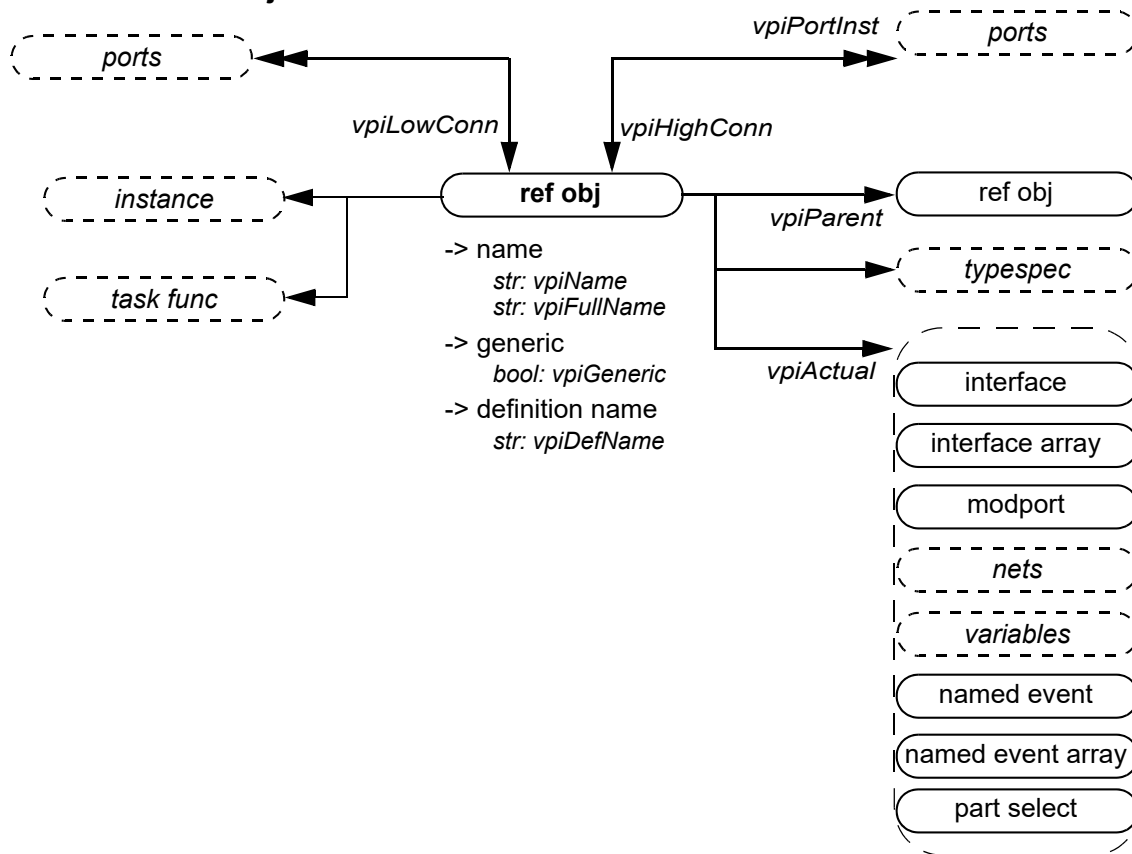 vpiPortInst
ports
ports
vpiLowConn
vpiHighConn
instance
ref obj
ref obj
vpiParent
-> name
str: vpiName
str: vpiFullName
typespec
task func
-> generic
bool: vpiGeneric
vpiActual
interface
-> definition name
str: vpiDefName
interface array
modport
nets
variables
named event
named event array
part select